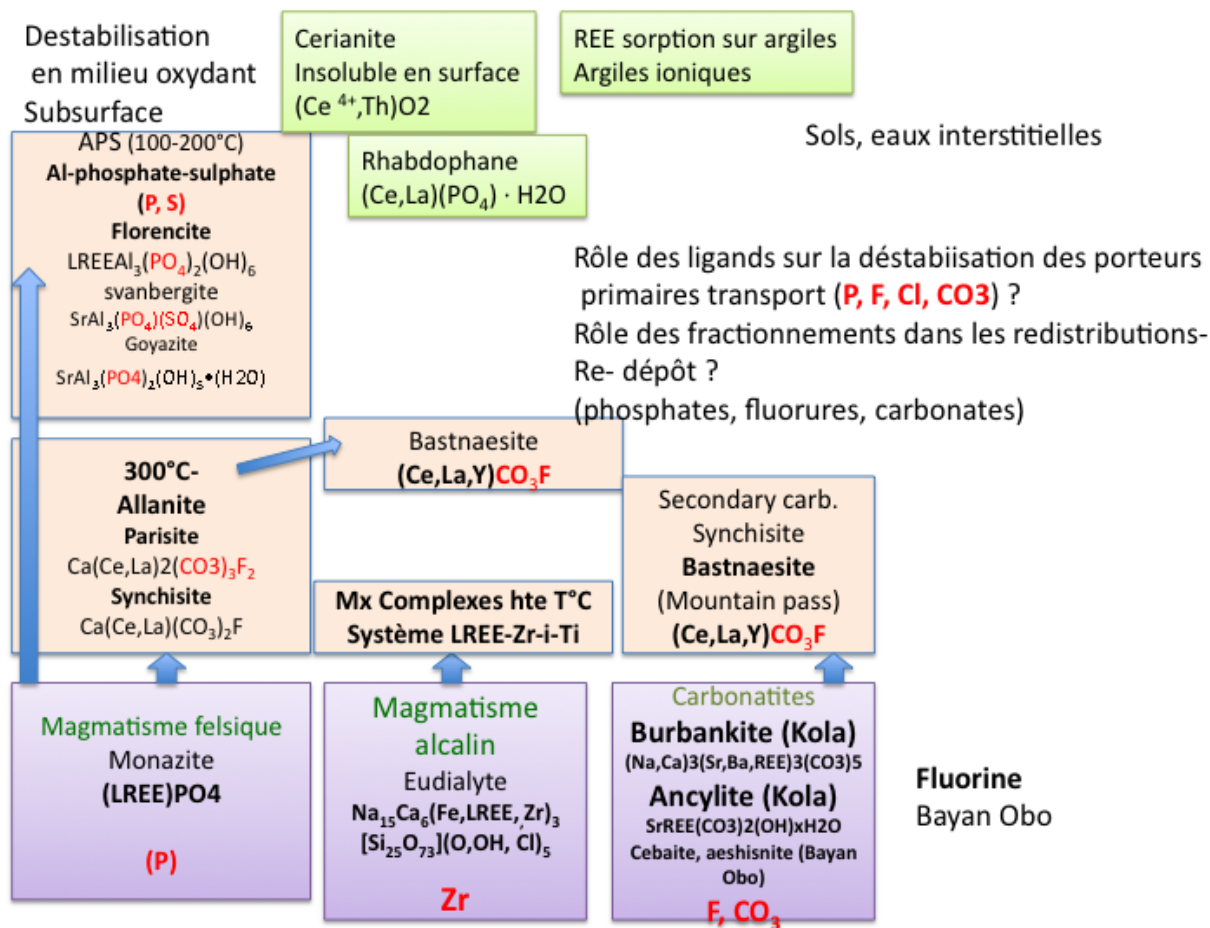 Destabilisation
en milieu oxydant
Subsurface
Cerianite
Insoluble en surface
(Ce ⁴⁺,Th)O2
REE sorption sur argiles
Argiles ioniques
Sols, eaux interstitielles
Rhabdophane
(Ce,La)(PO₄) · H2O
APS (100-200°C)
Al-phosphate-sulphate
(P, S)
Florencite
LREEAl₃(PO₄)₂(OH)₆
svanbergite
SrAl₃(PO₄)(SO₄)(OH)₆
Goyazite
SrAl₃(PO4)₂(OH)₅•(H2O)
Rôle des ligands sur la déstabiisation des porteurs
primaires transport (P, F, Cl, CO3) ?
Rôle des fractionnements dans les redistributions-
Re- dépôt ?
(phosphates, fluorures, carbonates)
300°C-
Allanite
Parisite
Ca(Ce,La)2(CO3)₃F₂
Synchisite
Ca(Ce,La)(CO₃)₂F
Bastnaesite
(Ce,La,Y)CO₃F
Mx Complexes hte T°C
Système LREE-Zr-i-Ti
Secondary carb.
Synchisite
Bastnaesite
(Mountain pass)
(Ce,La,Y)CO₃F
Magmatisme felsique
Monazite
(LREE)PO4
(P)
Magmatisme
alcalin
Eudialyte
Na₁₅Ca₆(Fe,LREE, Zr)₃
[Si₂₅O₇₃](O,OH, Cl)₅
Zr
Carbonatites
Burbankite (Kola)
(Na,Ca)3(Sr,Ba,REE)3(CO3)5
Ancylite (Kola)
SrREE(CO3)2(OH)xH2O
Cebaite, aeshisnite (Bayan
Obo)
F, CO₃
Fluorine
Bayan Obo